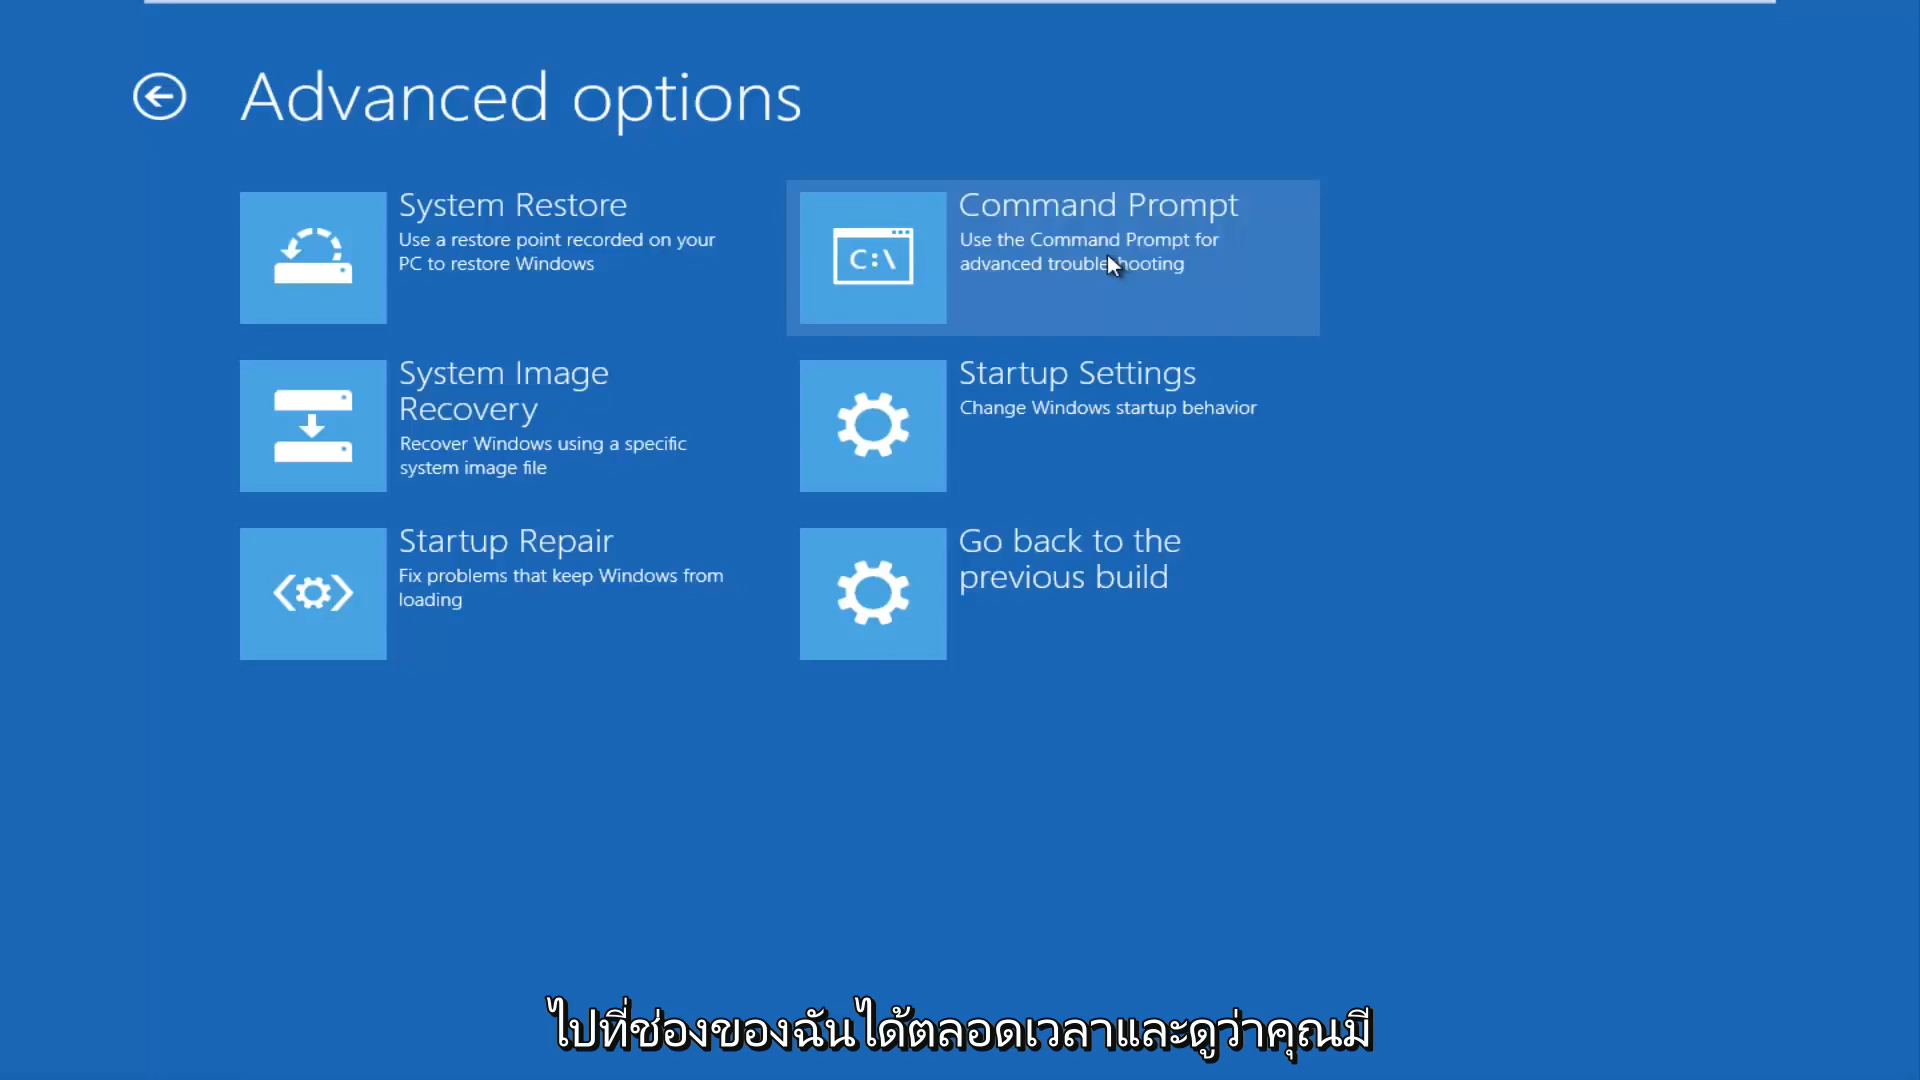 Advanced options
System Restore
Use a restore point recorded on your
PC to restore Windows
Command Prompt
Use the Command Prompt for
advanced troubleshooting
C:\
System Image
Recovery
Recover Windows using a specific
system image file
Startup Settings
Change Windows startup behavior
Startup Repair
Fix problems that keep Windows from
loading
Go back to the
previous build
ไปที่ช่องของฉันได้ตลอดเวลาและดูว่าคุณมี